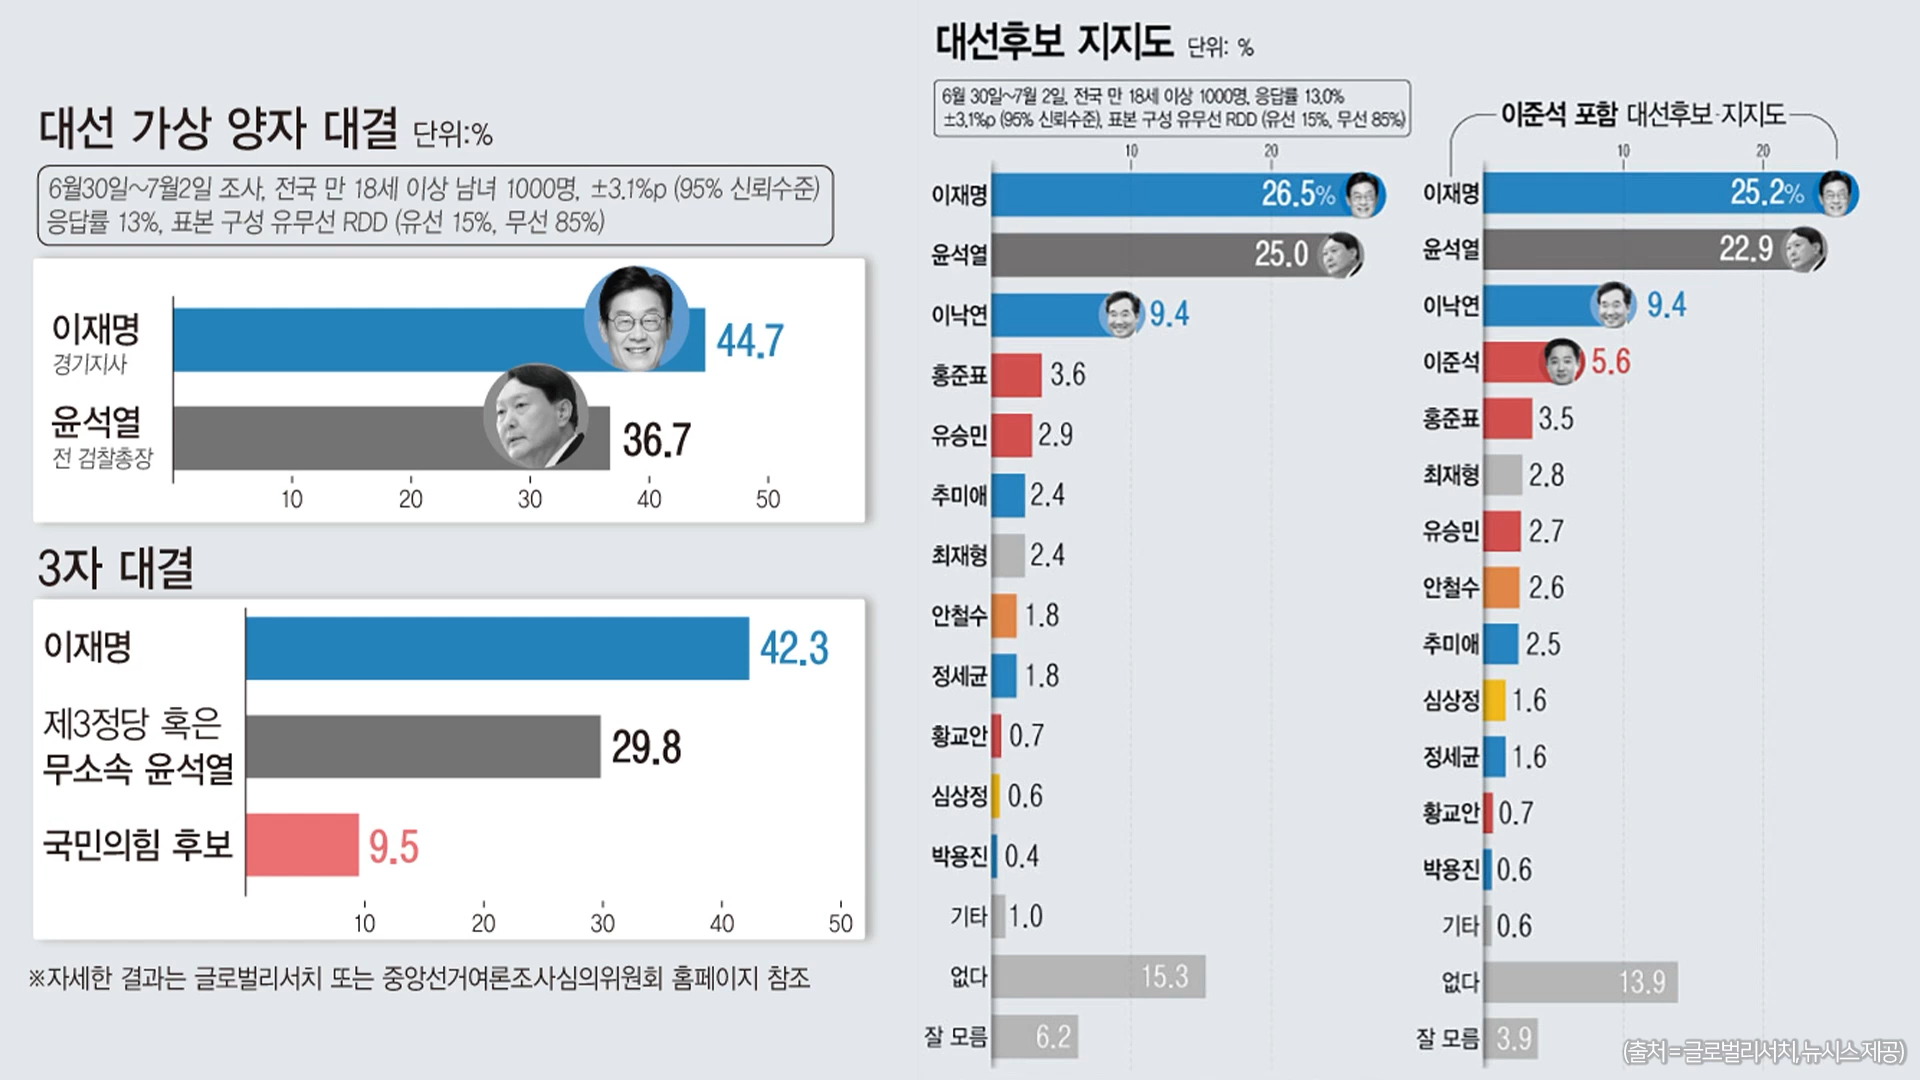 대선 가상 양자 대결 단위:%
6월30일~7월2일 조사, 전국 만 18세 이상 남녀 1000명, ±3.1%p (95% 신뢰수준)
응답률 13%, 표본 구성 유무선 RDD (유선 15%, 무선 85%)
이재명
경기지사
44.7
윤석열
전 검찰총장
36.7
10 20 30 40 50
3자 대결
이재명 42.3
제3정당 혹은
무소속 윤석열
29.8
국민의힘 후보 9.5
10 20 30 40 50
※자세한 결과는 글로벌리서치 또는 중앙선거여론조사심의위원회 홈페이지 참조
대선후보 지지도 단위: %
6월 30일~7월 2일, 전국 만 18세 이상 1000명, 응답률 13.0%
±3.1%p (95% 신뢰수준), 표본 구성 유무선 RDD (유선 15%, 무선 85%)
10 20
이재명 26.5%
윤석열 25.0
이낙연 9.4
홍준표 3.6
유승민 2.9
추미애 2.4
최재형 2.4
안철수 1.8
정세균 1.8
황교안 0.7
심상정 0.6
박용진 0.4
기타 1.0
없다 15.3
잘 모름 6.2
이준석 포함 대선후보 지지도
10 20
이재명 25.2%
윤석열 22.9
이낙연 9.4
이준석 5.6
홍준표 3.5
최재형 2.8
유승민 2.7
안철수 2.6
추미애 2.5
심상정 1.6
정세균 1.6
황교안 0.7
박용진 0.6
기타 0.6
없다 13.9
잘 모름 3.9
(출처 = 글로벌리서치, 뉴시스 제공)